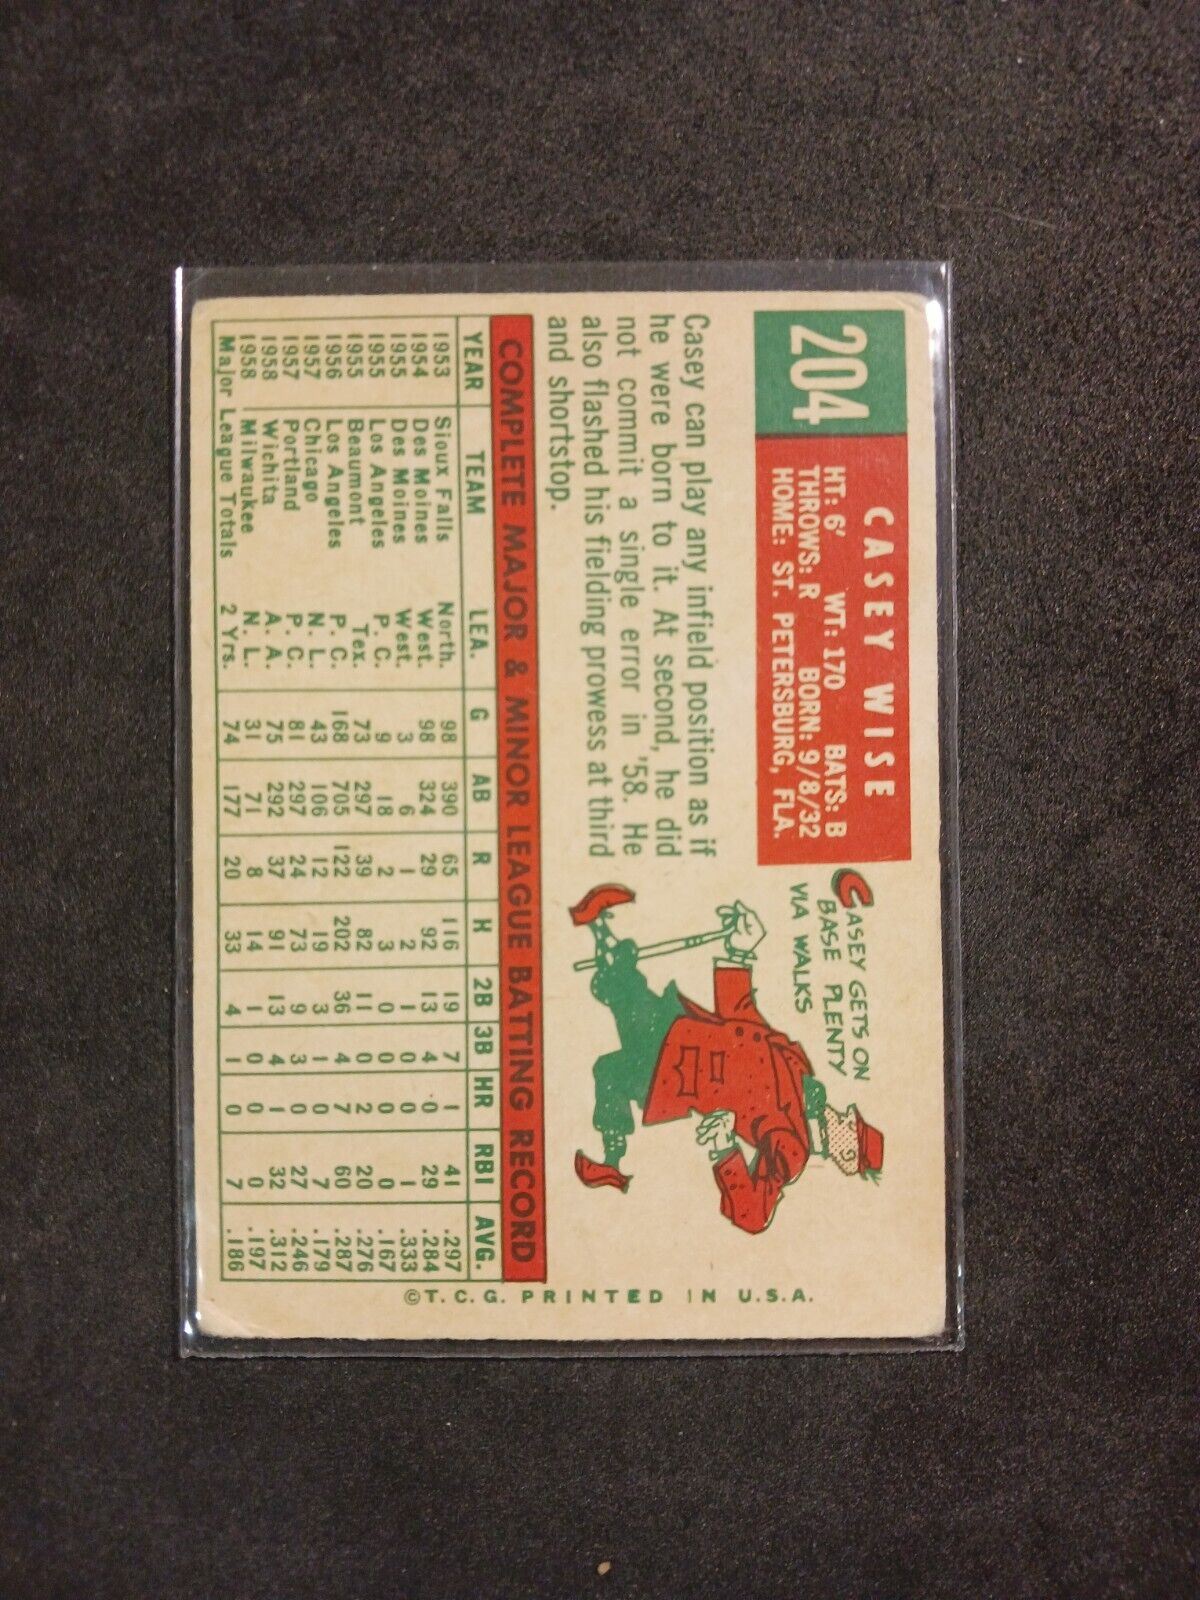 204
CASEY WISE
HT: 6' WT: 170 BATS: B
THROWS: R BORN: 9/8/32
HOME: ST. PETERSBURG, FLA.
CASEY GETS ON
BASE PLENTY
VIA WALKS
Casey can play any infield position as if
he were born to it. At second, he did
not commit a single error in '58. He
also flashed his fielding prowess at third
and shortstop.
COMPLETE MAJOR & MINOR LEAGUE BATTING RECORD
YEAR TEAM LEA. G AB R H 2B 3B HR RBI AVG.
1953 Sioux Falls North. 98 390 65 116 19 7 1 41 .297
1954 Des Moines West. 98 324 29 92 13 4 0 29 .284
1955 Des Moines West. 3 6 1 2 1 0 0 1 .333
1955 Los Angeles P. C. 9 18 2 3 0 0 0 0 .167
1955 Beaumont Tex. 73 297 39 82 11 0 2 20 .276
1956 Los Angeles P. C. 168 705 122 202 36 4 7 60 .287
1957 Chicago N. L. 43 106 12 19 3 1 0 7 .179
1957 Portland P. C. 81 297 24 73 9 3 0 27 .246
1958 Wichita A. A. 75 292 37 91 13 4 1 32 .312
1958 Milwaukee N. L. 31 71 8 14 1 0 0 0 .197
Major League Totals 2 Yrs. 74 177 20 33 4 1 0 7 .186
©T. C. G. PRINTED IN U.S.A.